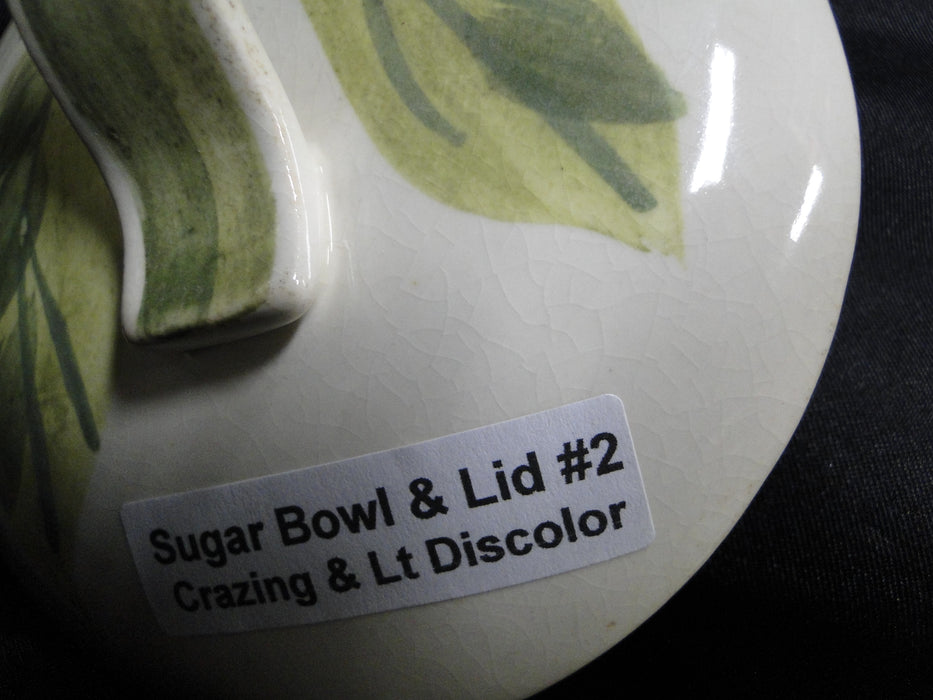 Sugar Bowl & Lid #2
Crazing & Lt Discolor